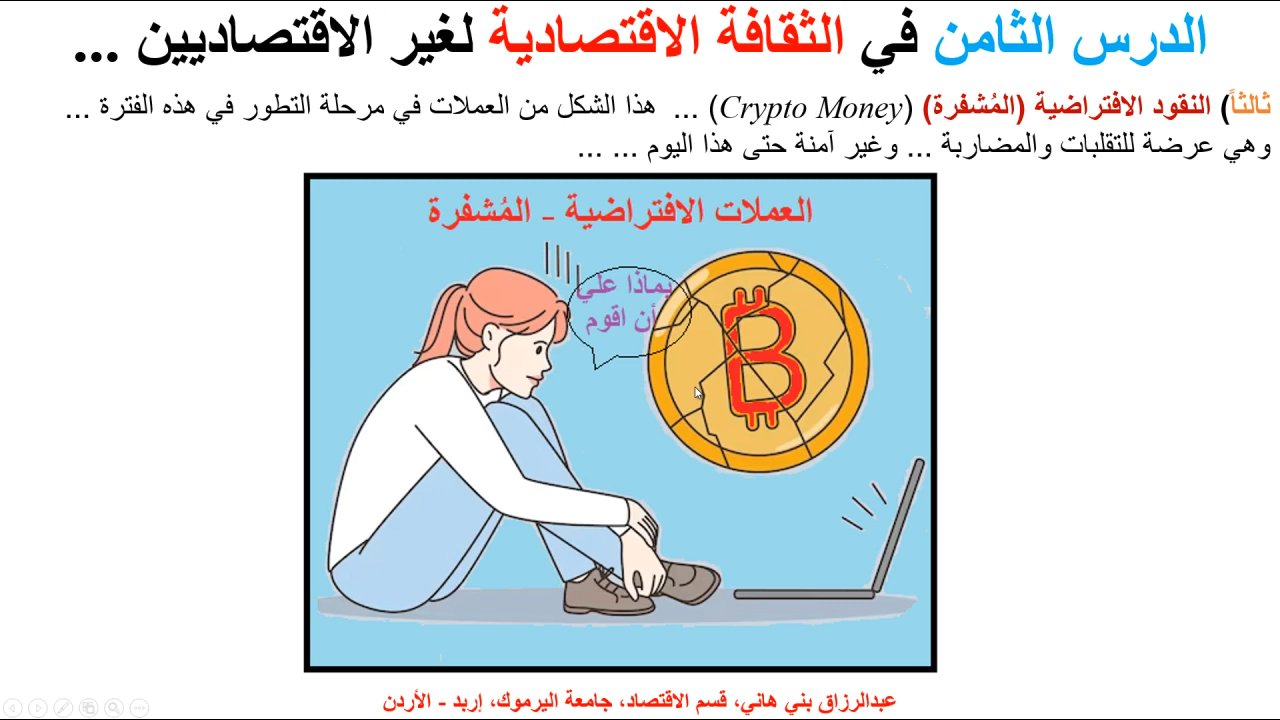 الدرس الثامن في الثقافة الاقتصادية لغير الاقتصاديين ...
ثالثاً) النقود الافتراضية (المُشفرة) (Crypto Money) ... هذا الشكل من العملات في مرحلة التطور في هذه الفترة ...
وهي عرضة للتقلبات والمضاربة ... وغير آمنة حتى هذا اليوم ... ...
العملات الافتراضية - المُشفرة
بماذا علي
أن اقوم
عبدالرزاق بني هاني، قسم الاقتصاد، جامعة اليرموك، إربد - الأردن